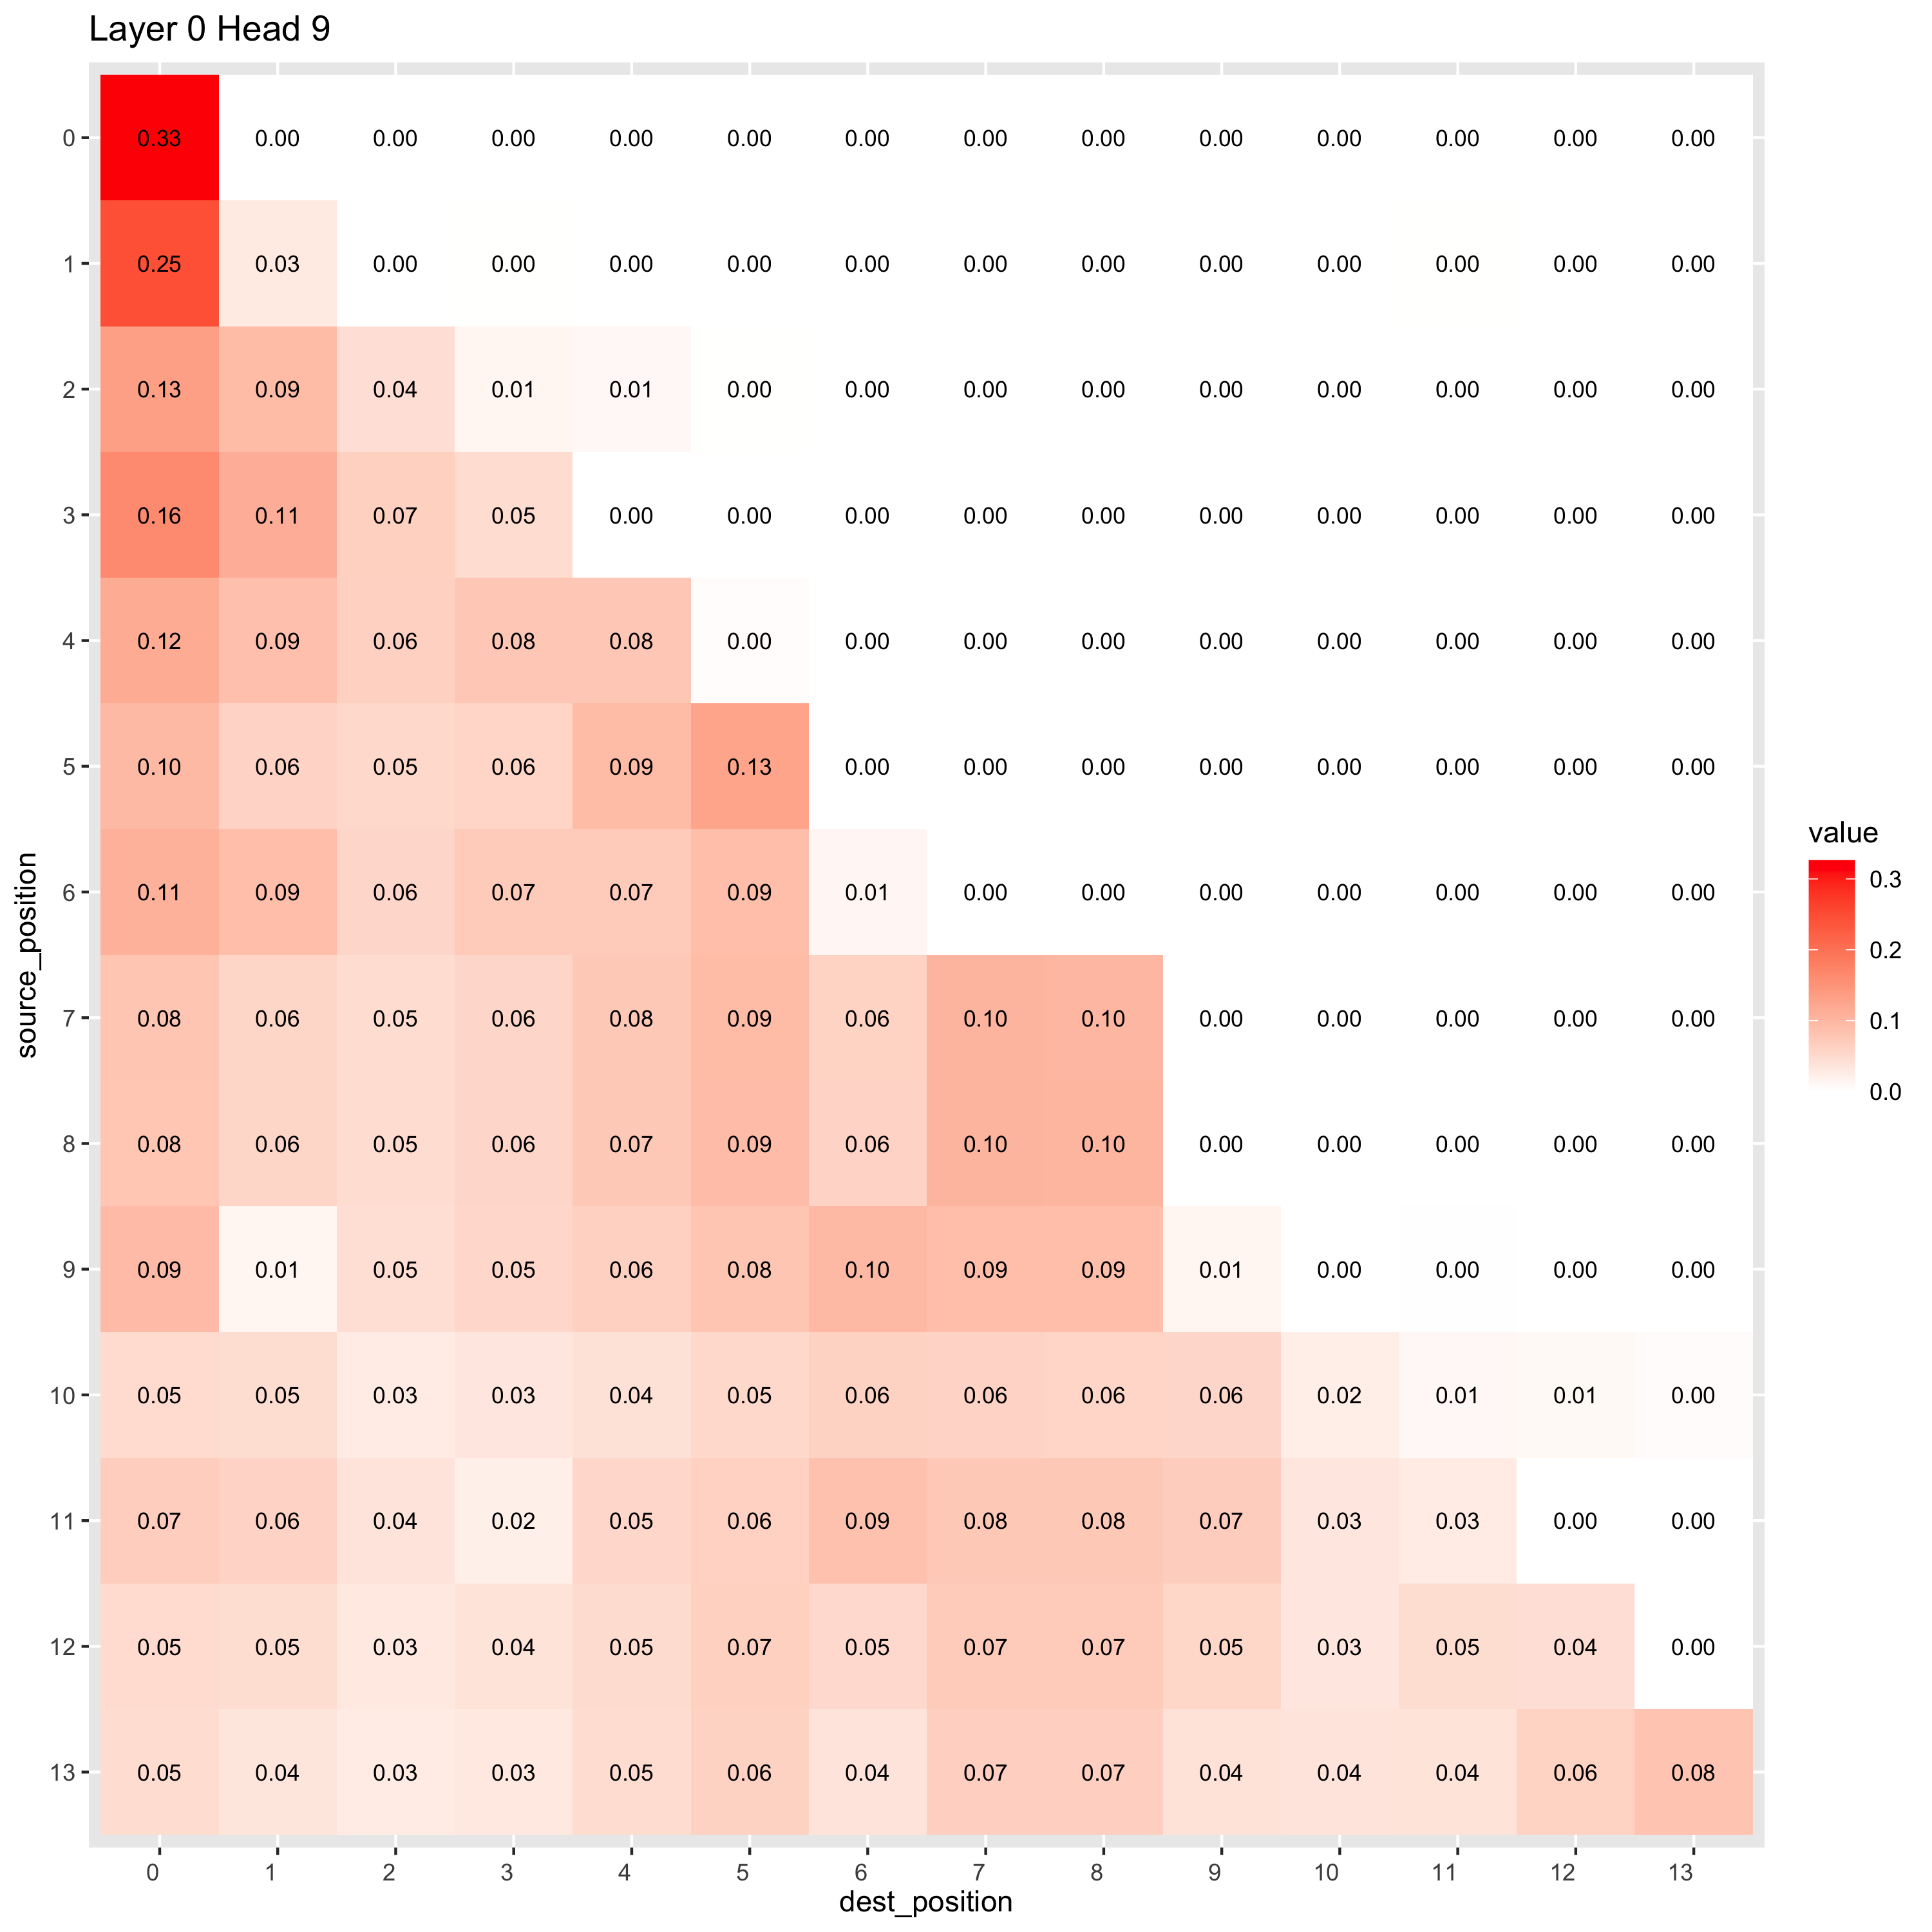 Layer 0 Head 9
0 0.33 0.00 0.00 0.00 0.00 0.00 0.00 0.00 0.00 0.00 0.00 0.00 0.00 0.00
1 0.25 0.03 0.00 0.00 0.00 0.00 0.00 0.00 0.00 0.00 0.00 0.00 0.00 0.00
2 0.13 0.09 0.04 0.01 0.01 0.00 0.00 0.00 0.00 0.00 0.00 0.00 0.00 0.00
3 0.16 0.11 0.07 0.05 0.00 0.00 0.00 0.00 0.00 0.00 0.00 0.00 0.00 0.00
4 0.12 0.09 0.06 0.08 0.08 0.00 0.00 0.00 0.00 0.00 0.00 0.00 0.00 0.00
5 0.10 0.06 0.05 0.06 0.09 0.13 0.00 0.00 0.00 0.00 0.00 0.00 0.00 0.00
6 0.11 0.09 0.06 0.07 0.07 0.09 0.01 0.00 0.00 0.00 0.00 0.00 0.00 0.00
7 0.08 0.06 0.05 0.06 0.08 0.09 0.06 0.10 0.10 0.00 0.00 0.00 0.00 0.00
8 0.08 0.06 0.05 0.06 0.07 0.09 0.06 0.10 0.10 0.00 0.00 0.00 0.00 0.00
9 0.09 0.01 0.05 0.05 0.06 0.08 0.10 0.09 0.09 0.01 0.00 0.00 0.00 0.00
10 0.05 0.05 0.03 0.03 0.04 0.05 0.06 0.06 0.06 0.06 0.02 0.01 0.01 0.00
11 0.07 0.06 0.04 0.02 0.05 0.06 0.09 0.08 0.08 0.07 0.03 0.03 0.00 0.00
12 0.05 0.05 0.03 0.04 0.05 0.07 0.05 0.07 0.07 0.05 0.03 0.05 0.04 0.00
13 0.05 0.04 0.03 0.03 0.05 0.06 0.04 0.07 0.07 0.04 0.04 0.04 0.06 0.08
0 1 2 3 4 5 6 7 8 9 10 11 12 13
dest_position
source_position
value
0.3
0.2
0.1
0.0